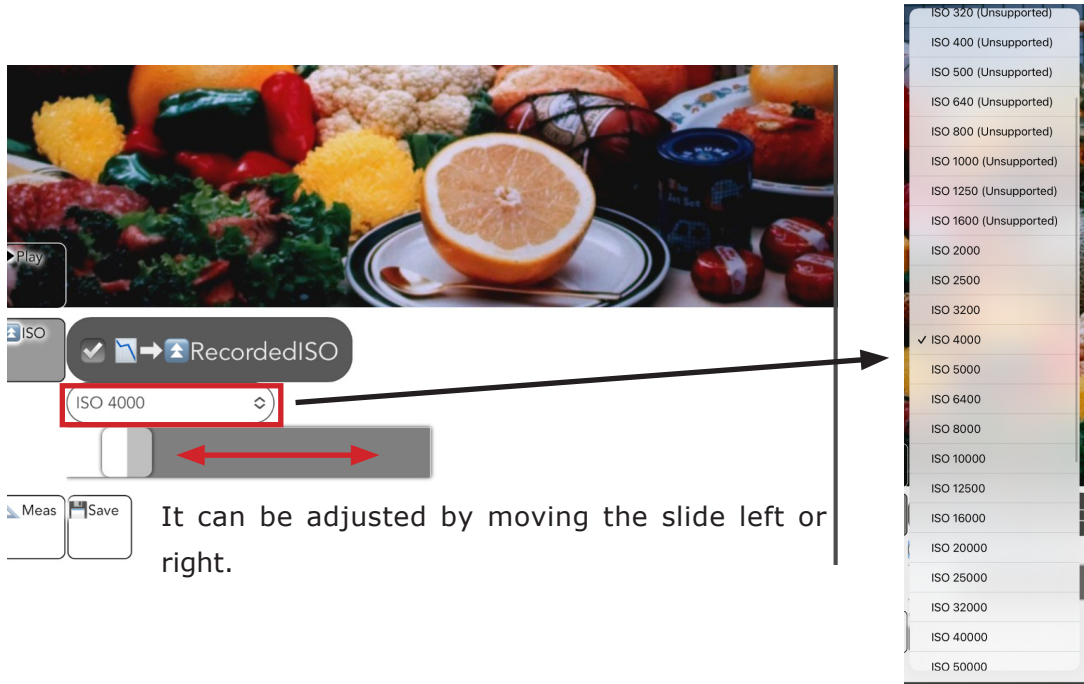 Play
ISO
RecordedISO
ISO 4000
Meas
Save
It can be adjusted by moving the slide left or
right.
ISO 320 (Unsupported)
ISO 400 (Unsupported)
ISO 500 (Unsupported)
ISO 640 (Unsupported)
ISO 800 (Unsupported)
ISO 1000 (Unsupported)
ISO 1250 (Unsupported)
ISO 1600 (Unsupported)
ISO 2000
ISO 2500
ISO 3200
✓ ISO 4000
ISO 5000
ISO 6400
ISO 8000
ISO 10000
ISO 12500
ISO 16000
ISO 20000
ISO 25000
ISO 32000
ISO 40000
ISO 50000